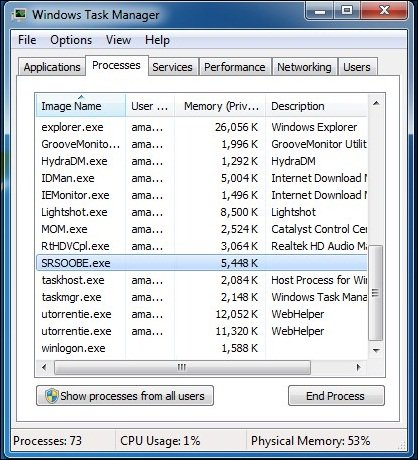 Windows Task Manager
File Options View Help
Applications Processes Services Performance Networking Users
Image Name User ... Memory (Priv... Description
explorer.exe ama... 26,056 K Windows Explorer
GrooveMonito... ama... 1,996 K GrooveMonitor Utilit
HydraDM.exe ama... 1,292 K HydraDM
IDMan.exe ama... 5,004 K Internet Download M
IEMonitor.exe ama... 1,496 K Internet Download M
Lightshot.exe ama... 8,500 K Lightshot
MOM.exe ama... 2,524 K Catalyst Control Cer
RtHDVCpl.exe ama... 3,064 K Realtek HD Audio Ma
SRSOOBE.exe 5,448 K
taskhost.exe ama... 2,084 K Host Process for Win
taskmgr.exe ama... 2,148 K Windows Task Mana
utorrentie.exe ama... 12,052 K WebHelper
utorrentie.exe ama... 11,320 K WebHelper
winlogon.exe 1,588 K
Show processes from all users End Process
Processes: 73 CPU Usage: 1% Physical Memory: 53%